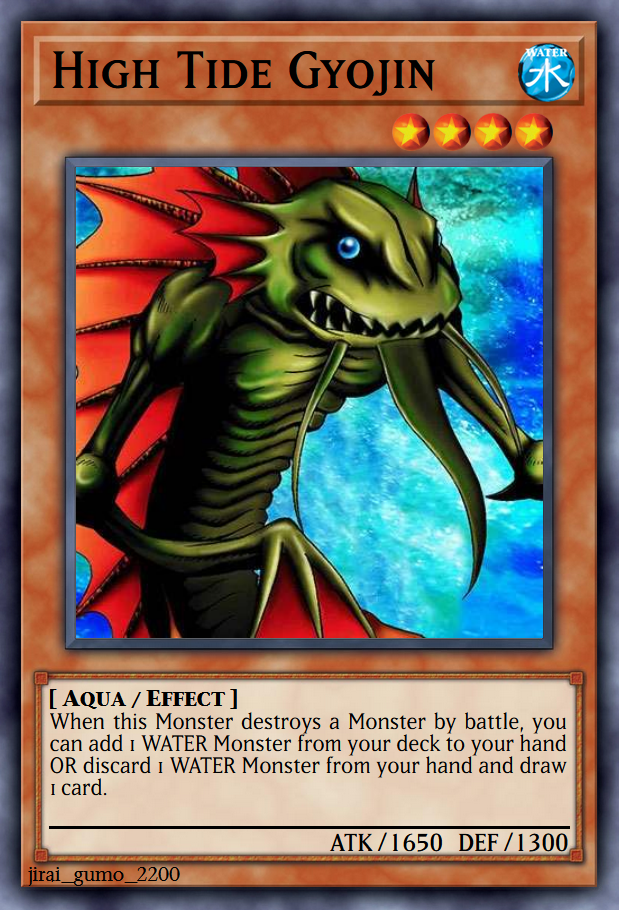 High Tide Gyojin
WATER
水
[ Aqua / Effect ]
When this Monster destroys a Monster by battle, you
can add 1 WATER Monster from your deck to your hand
OR discard 1 WATER Monster from your hand and draw
1 card.
ATK / 1650 DEF / 1300
jirai_gumo_2200